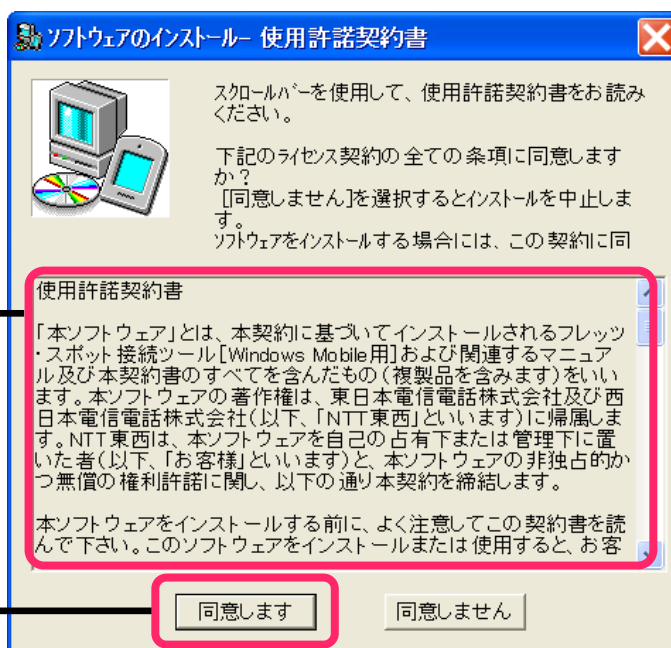 ソフトウェアのインストール- 使用許諾契約書
スクロールバーを使用して、使用許諾契約書をお読み
ください。
下記のライセンス契約の全ての条項に同意します
か？
[同意しません]を選択するとインストールを中止しま
す。
ソフトウェアをインストールする場合には、この契約に同
使用許諾契約書
「本ソフトウェア」とは、本契約に基づいてインストールされるフレッツ
・スポット接続ツール[Windows Mobile用]および関連するマニュア
ル及び本契約書のすべてを含んだもの（複製品を含みます）をいい
ます。本ソフトウェアの著作権は、東日本電信電話株式会社及び西
日本電信電話株式会社（以下、「NTT東西」といいます）に帰属しま
す。NTT東西は、本ソフトウェアを自己の占有下または管理下に置
いた者（以下、「お客様」といいます）と、本ソフトウェアの非独占的か
つ無償の権利許諾に関し、以下の通り本契約を締結します。
本ソフトウェアをインストールする前に、よく注意してこの契約書を読
んで下さい。このソフトウェアをインストールまたは使用すると、お客
同意します
同意しません